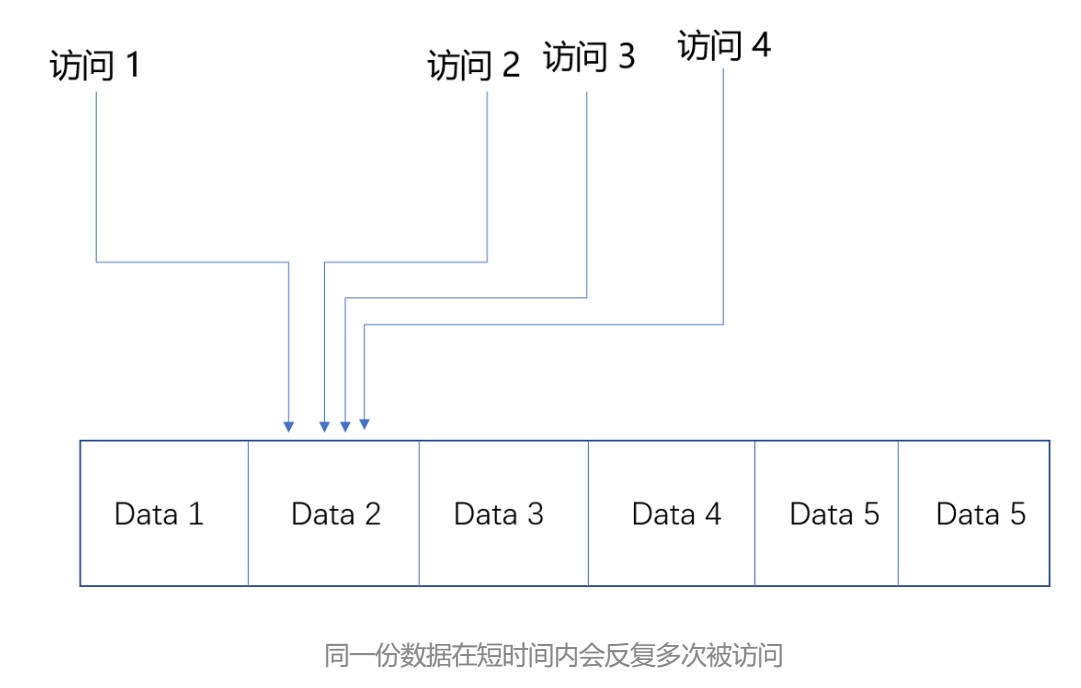 访问 1
访问 2
访问 3
访问 4
Data 1
Data 2
Data 3
Data 4
Data 5
Data 5
同一份数据在短时间内会反复多次被访问